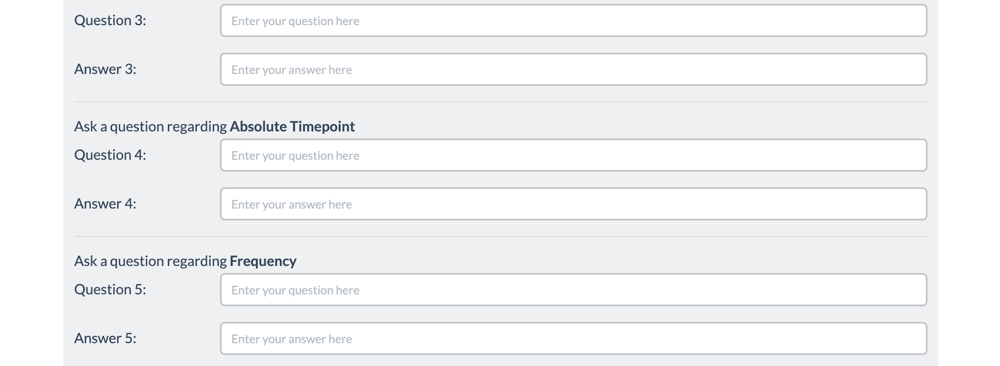 Question 3:
Enter your question here
Answer 3:
Enter your answer here
Ask a question regarding Absolute Timepoint
Question 4:
Enter your question here
Answer 4:
Enter your answer here
Ask a question regarding Frequency
Question 5:
Enter your question here
Answer 5:
Enter your answer here